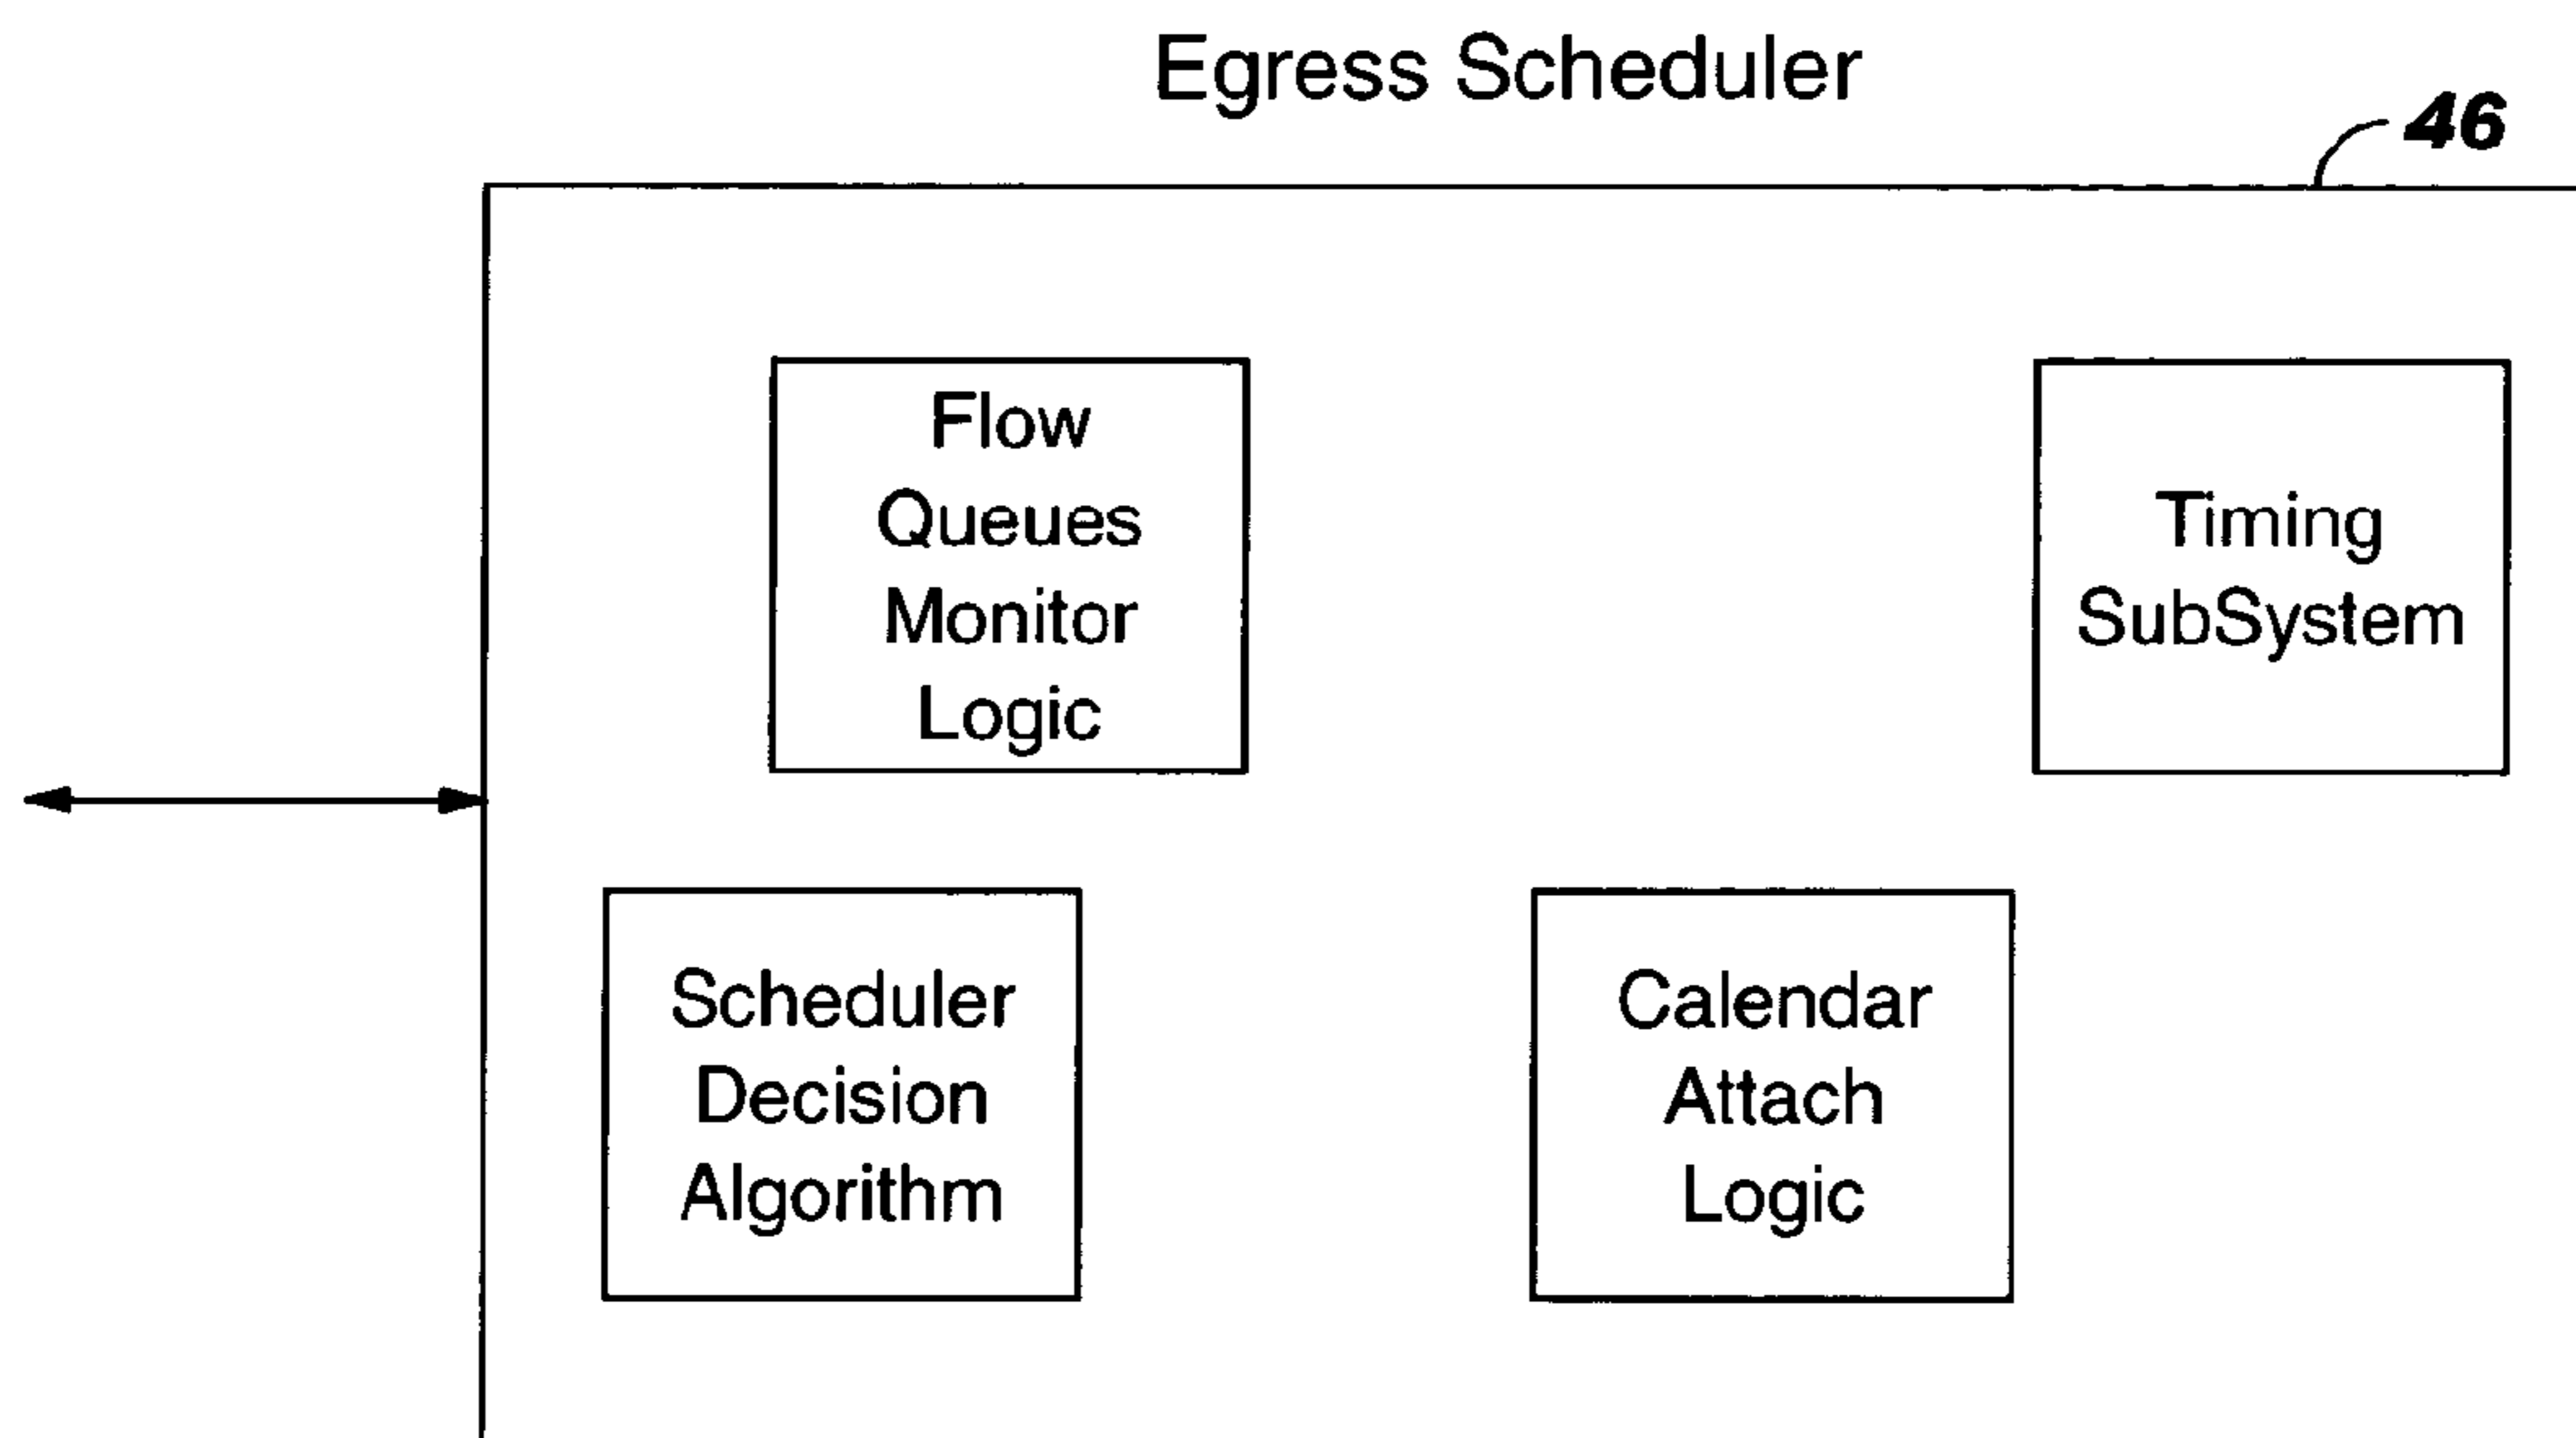 Egress Scheduler
46
Flow
Queues
Monitor
Logic
Timing
SubSystem
Scheduler
Decision
Algorithm
Calendar
Attach
Logic